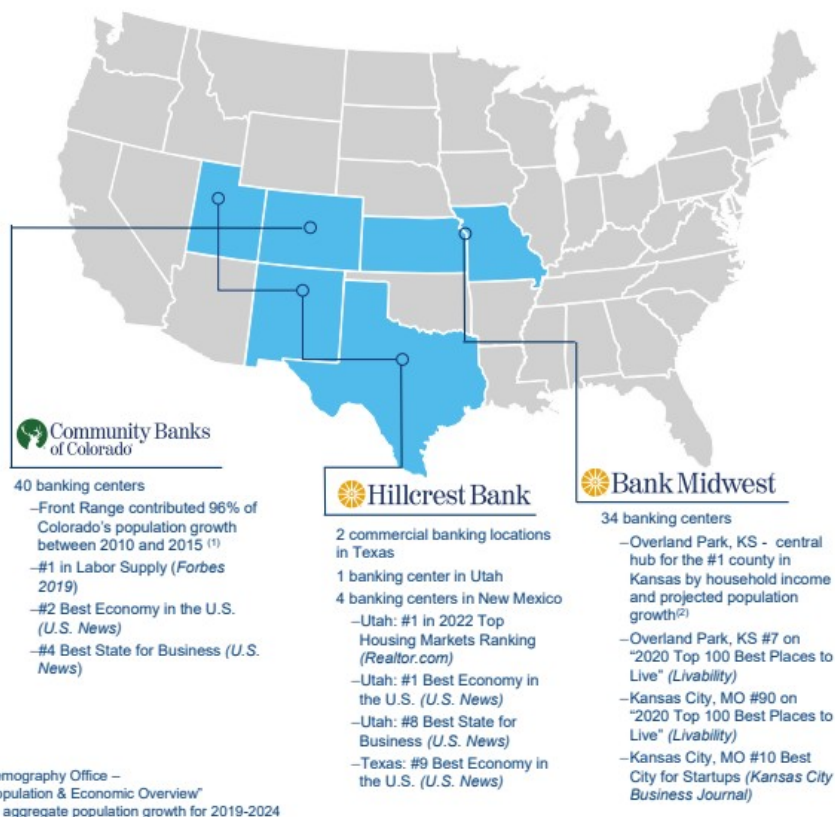 Community Banks
of Colorado
40 banking centers
–Front Range contributed 96% of
Colorado's population growth
between 2010 and 2015 (1)
–#1 in Labor Supply (Forbes
2019)
–#2 Best Economy in the U.S.
(U.S. News)
–#4 Best State for Business (U.S.
News)
Hillcrest Bank
2 commercial banking locations
in Texas
1 banking center in Utah
4 banking centers in New Mexico
–Utah: #1 in 2022 Top
Housing Markets Ranking
(Realtor.com)
–Utah: #1 Best Economy in
the U.S. (U.S. News)
–Utah: #8 Best State for
Business (U.S. News)
–Texas: #9 Best Economy in
the U.S. (U.S. News)
Bank Midwest
34 banking centers
–Overland Park, KS - central
hub for the #1 county in
Kansas by household income
and projected population
growth(2)
–Overland Park, KS #7 on
"2020 Top 100 Best Places to
Live" (Livability)
–Kansas City, MO #90 on
"2020 Top 100 Best Places to
Live" (Livability)
–Kansas City, MO #10 Best
City for Startups (Kansas City
Business Journal)
Office –
& Economic Overview"
aggregate population growth for 2019-2024